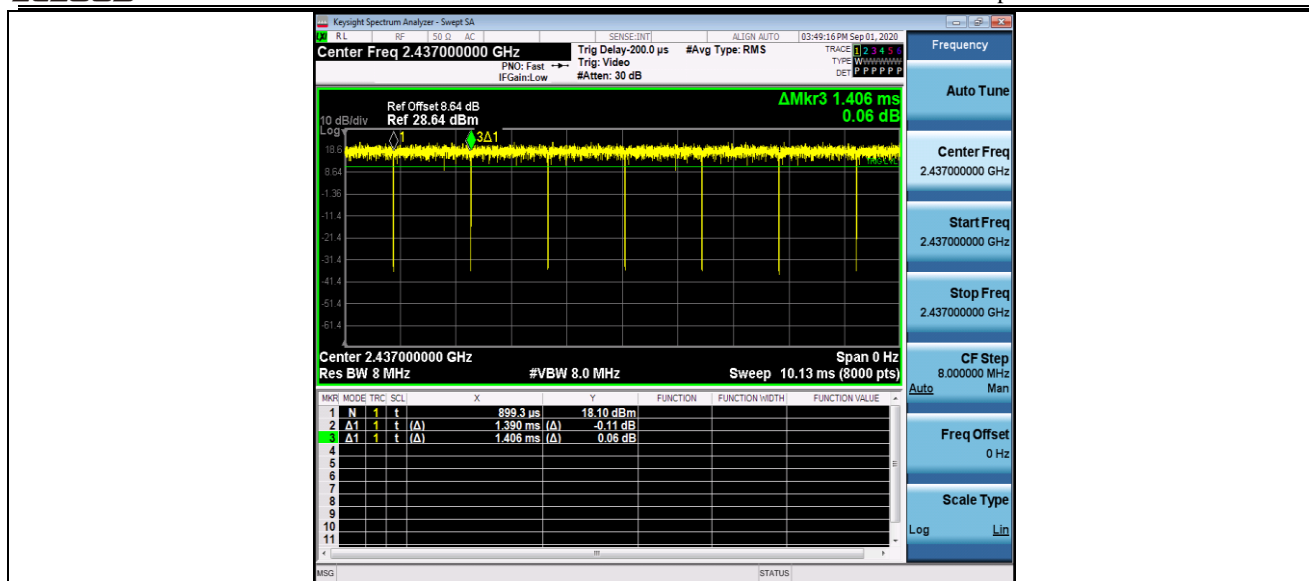 Keysight Spectrum Analyzer - Swept SA
RL RF 50 Ω AC SENSE:INT ALIGN AUTO 03:49:16 PM Sep 01, 2020
Center Freq 2.437000000 GHz
PNO: Fast
IFGain:Low
Trig Delay-200.0 µs
Trig: Video
#Atten: 30 dB
#Avg Type: RMS
TRACE 1 2 3 4 5 6
TYPE WWWWWW
DET P P P P P P
ΔMkr3 1.406 ms
0.06 dB
Ref Offset 8.64 dB
10 dB/div Ref 28.64 dBm
Log
1
3Δ1
18.6
8.64
-1.36
-11.4
-21.4
-31.4
-41.4
-51.4
-61.4
Center 2.437000000 GHz Span 0 Hz
Res BW 8 MHz #VBW 8.0 MHz Sweep 10.13 ms (8000 pts)
MKR MODE TRC SCL X Y FUNCTION FUNCTION WIDTH FUNCTION VALUE
1 N 1 t 899.3 µs 18.10 dBm
2 Δ1 1 t (Δ) 1.390 ms (Δ) -0.11 dB
3 Δ1 1 t (Δ) 1.406 ms (Δ) 0.06 dB
4
5
6
7
8
9
10
11
MSG STATUS
Frequency
Auto Tune
Center Freq
2.437000000 GHz
Start Freq
2.437000000 GHz
Stop Freq
2.437000000 GHz
CF Step
8.000000 MHz
Auto Man
Freq Offset
0 Hz
Scale Type
Log Lin